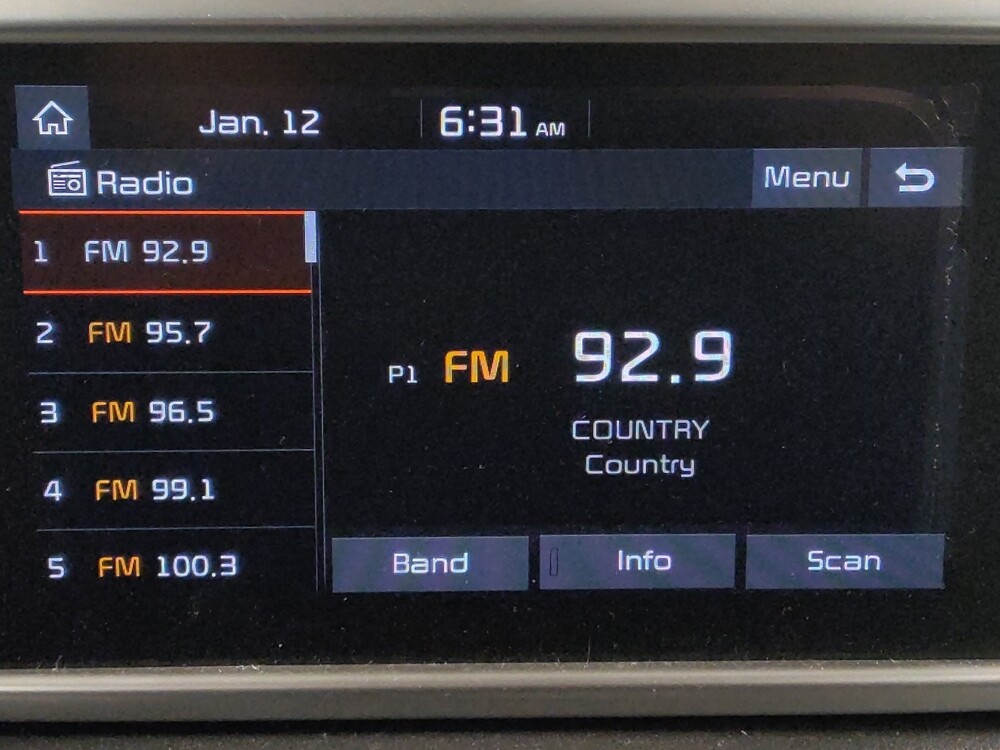 Jan. 12 6:31 AM
Radio Menu
1 FM 92.9
2 FM 95.7
3 FM 96.5
4 FM 99.1
5 FM 100.3
P1 FM 92.9
COUNTRY
Country
Band Info Scan